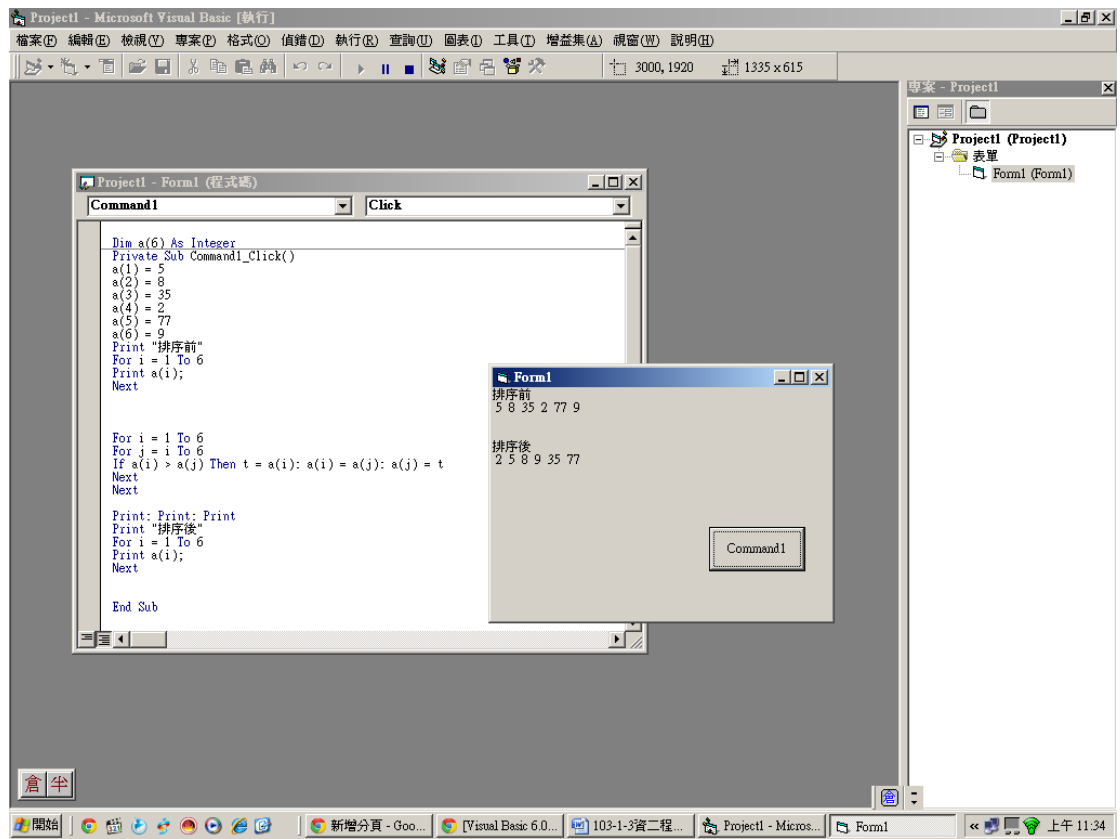 Project1 - Microsoft Visual Basic [執行]
檔案(F) 編輯(E) 檢視(V) 專案(P) 格式(O) 偵錯(D) 執行(R) 查詢(U) 圖表(I) 工具(T) 增益集(A) 視窗(W) 說明(H)
3000, 1920 1335 x 615
專案 - Project1
Project1 (Project1)
表單
Form1 (Form1)
Project1 - Form1 (程式碼)
Command1 Click
Dim a(6) As Integer
Private Sub Command1_Click()
a(1) = 5
a(2) = 8
a(3) = 35
a(4) = 2
a(5) = 77
a(6) = 9
Print "排序前"
For i = 1 To 6
Print a(i);
Next
For i = 1 To 6
For j = i To 6
If a(i) > a(j) Then t = a(i): a(i) = a(j): a(j) = t
Next
Next
Print: Print: Print
Print "排序後"
For i = 1 To 6
Print a(i);
Next
End Sub
Form1
排序前
5 8 35 2 77 9
排序後
2 5 8 9 35 77
Command1
倉 半
倉
開始 新增分頁 - Goo... [Visual Basic 6.0... 103-1-3資二程... Project1 - Micros... Form1 上午 11:34